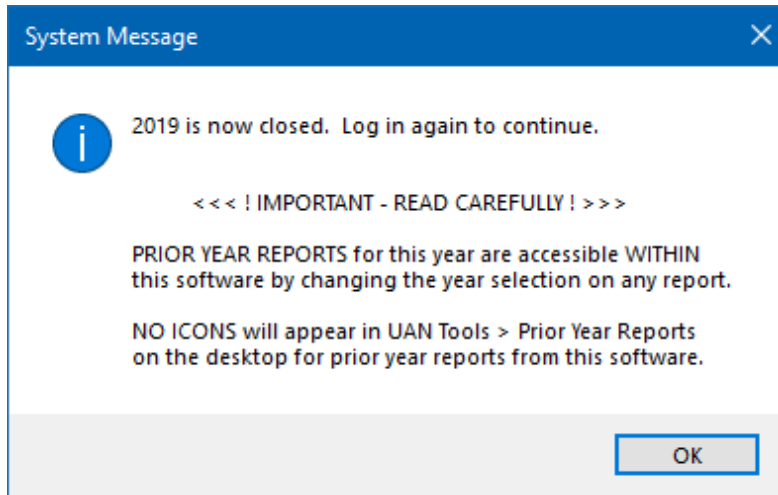 System Message
2019 is now closed.  Log in again to continue.
< < < ! IMPORTANT - READ CAREFULLY ! > > >
PRIOR YEAR REPORTS for this year are accessible WITHIN
this software by changing the year selection on any report.
NO ICONS will appear in UAN Tools > Prior Year Reports
on the desktop for prior year reports from this software.
OK